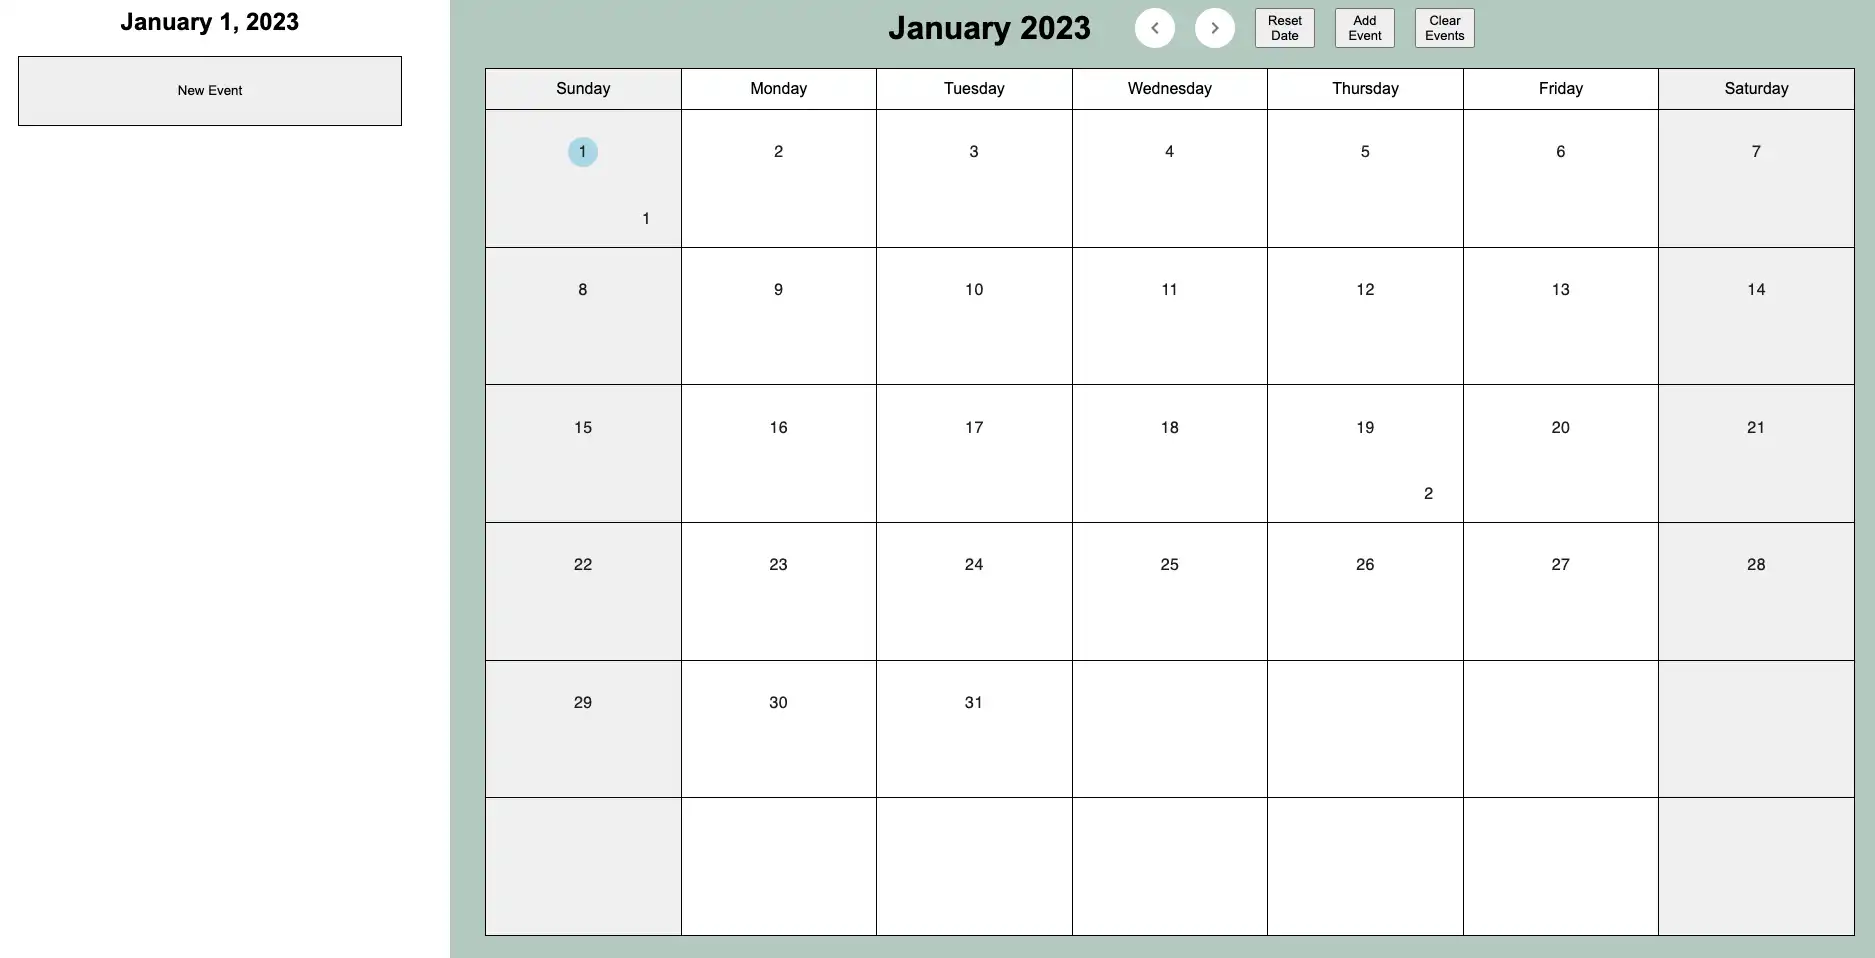 January 1, 2023
New Event
January 2023
Reset
Date
Add
Event
Clear
Events
Sunday Monday Tuesday Wednesday Thursday Friday Saturday
1 2 3 4 5 6 7
1
8 9 10 11 12 13 14
15 16 17 18 19 20 21
2
22 23 24 25 26 27 28
29 30 31